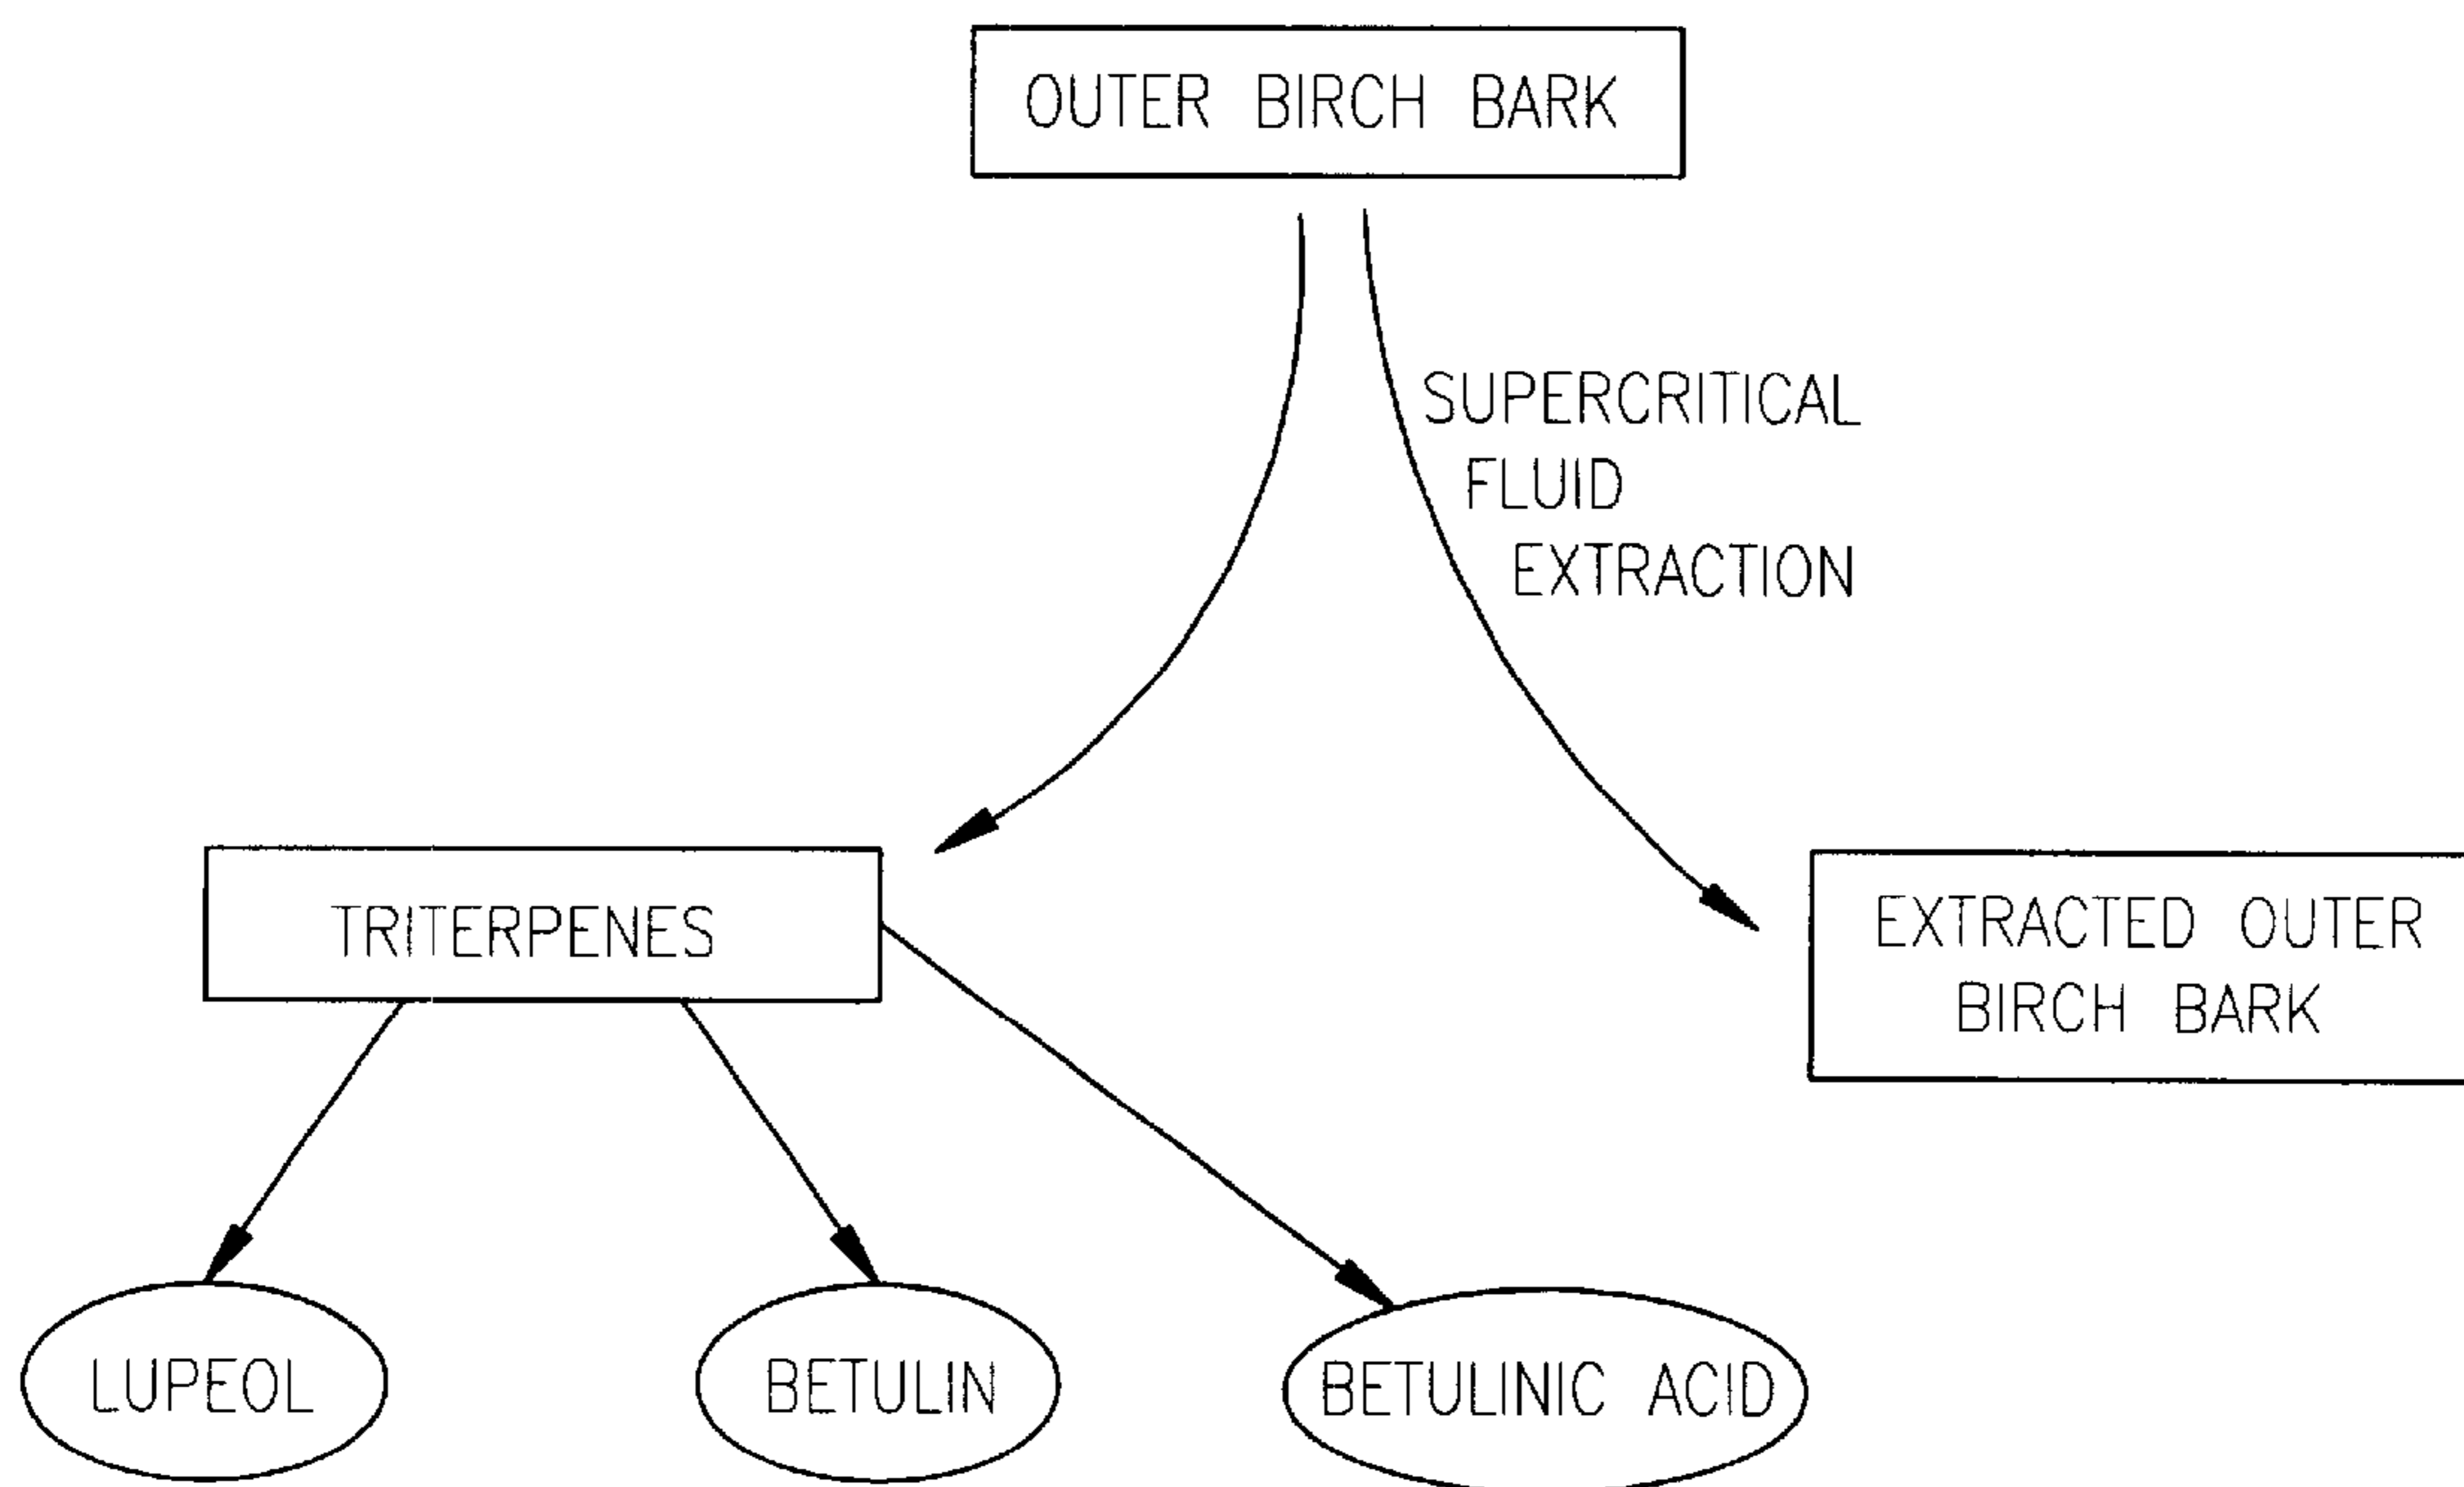 OUTER BIRCH BARK
SUPERCRITICAL
FLUID
EXTRACTION
TRITERPENES
EXTRACTED OUTER
BIRCH BARK
LUPEOL
BETULIN
BETULINIC ACID